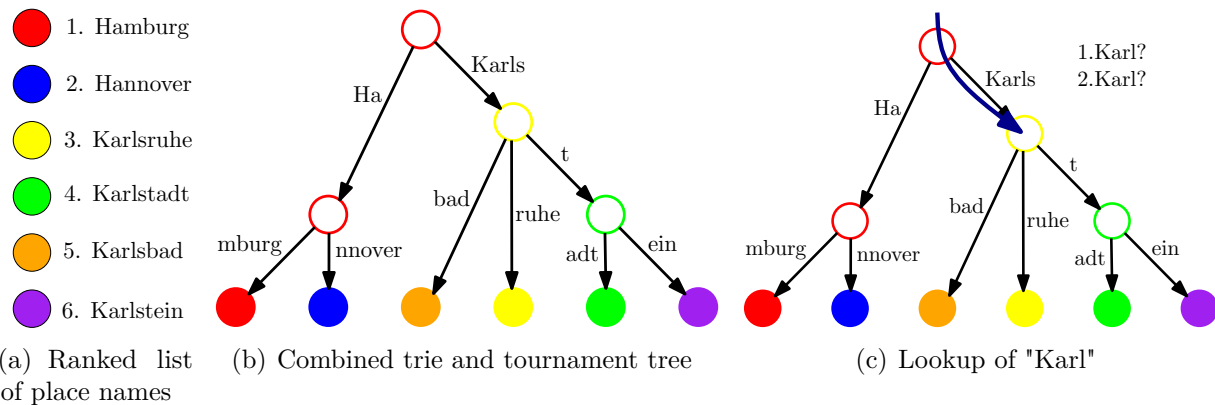 1. Hamburg
2. Hannover
3. Karlsruhe
4. Karlstadt
5. Karlsbad
6. Karlstein
(a) Ranked list
of place names
Karls
Ha
t
bad
ruhe
mburg
nnover
adt
ein
(b) Combined trie and tournament tree
1.Karl?
2.Karl?
Karls
Ha
t
bad
ruhe
mburg
nnover
adt
ein
(c) Lookup of "Karl"